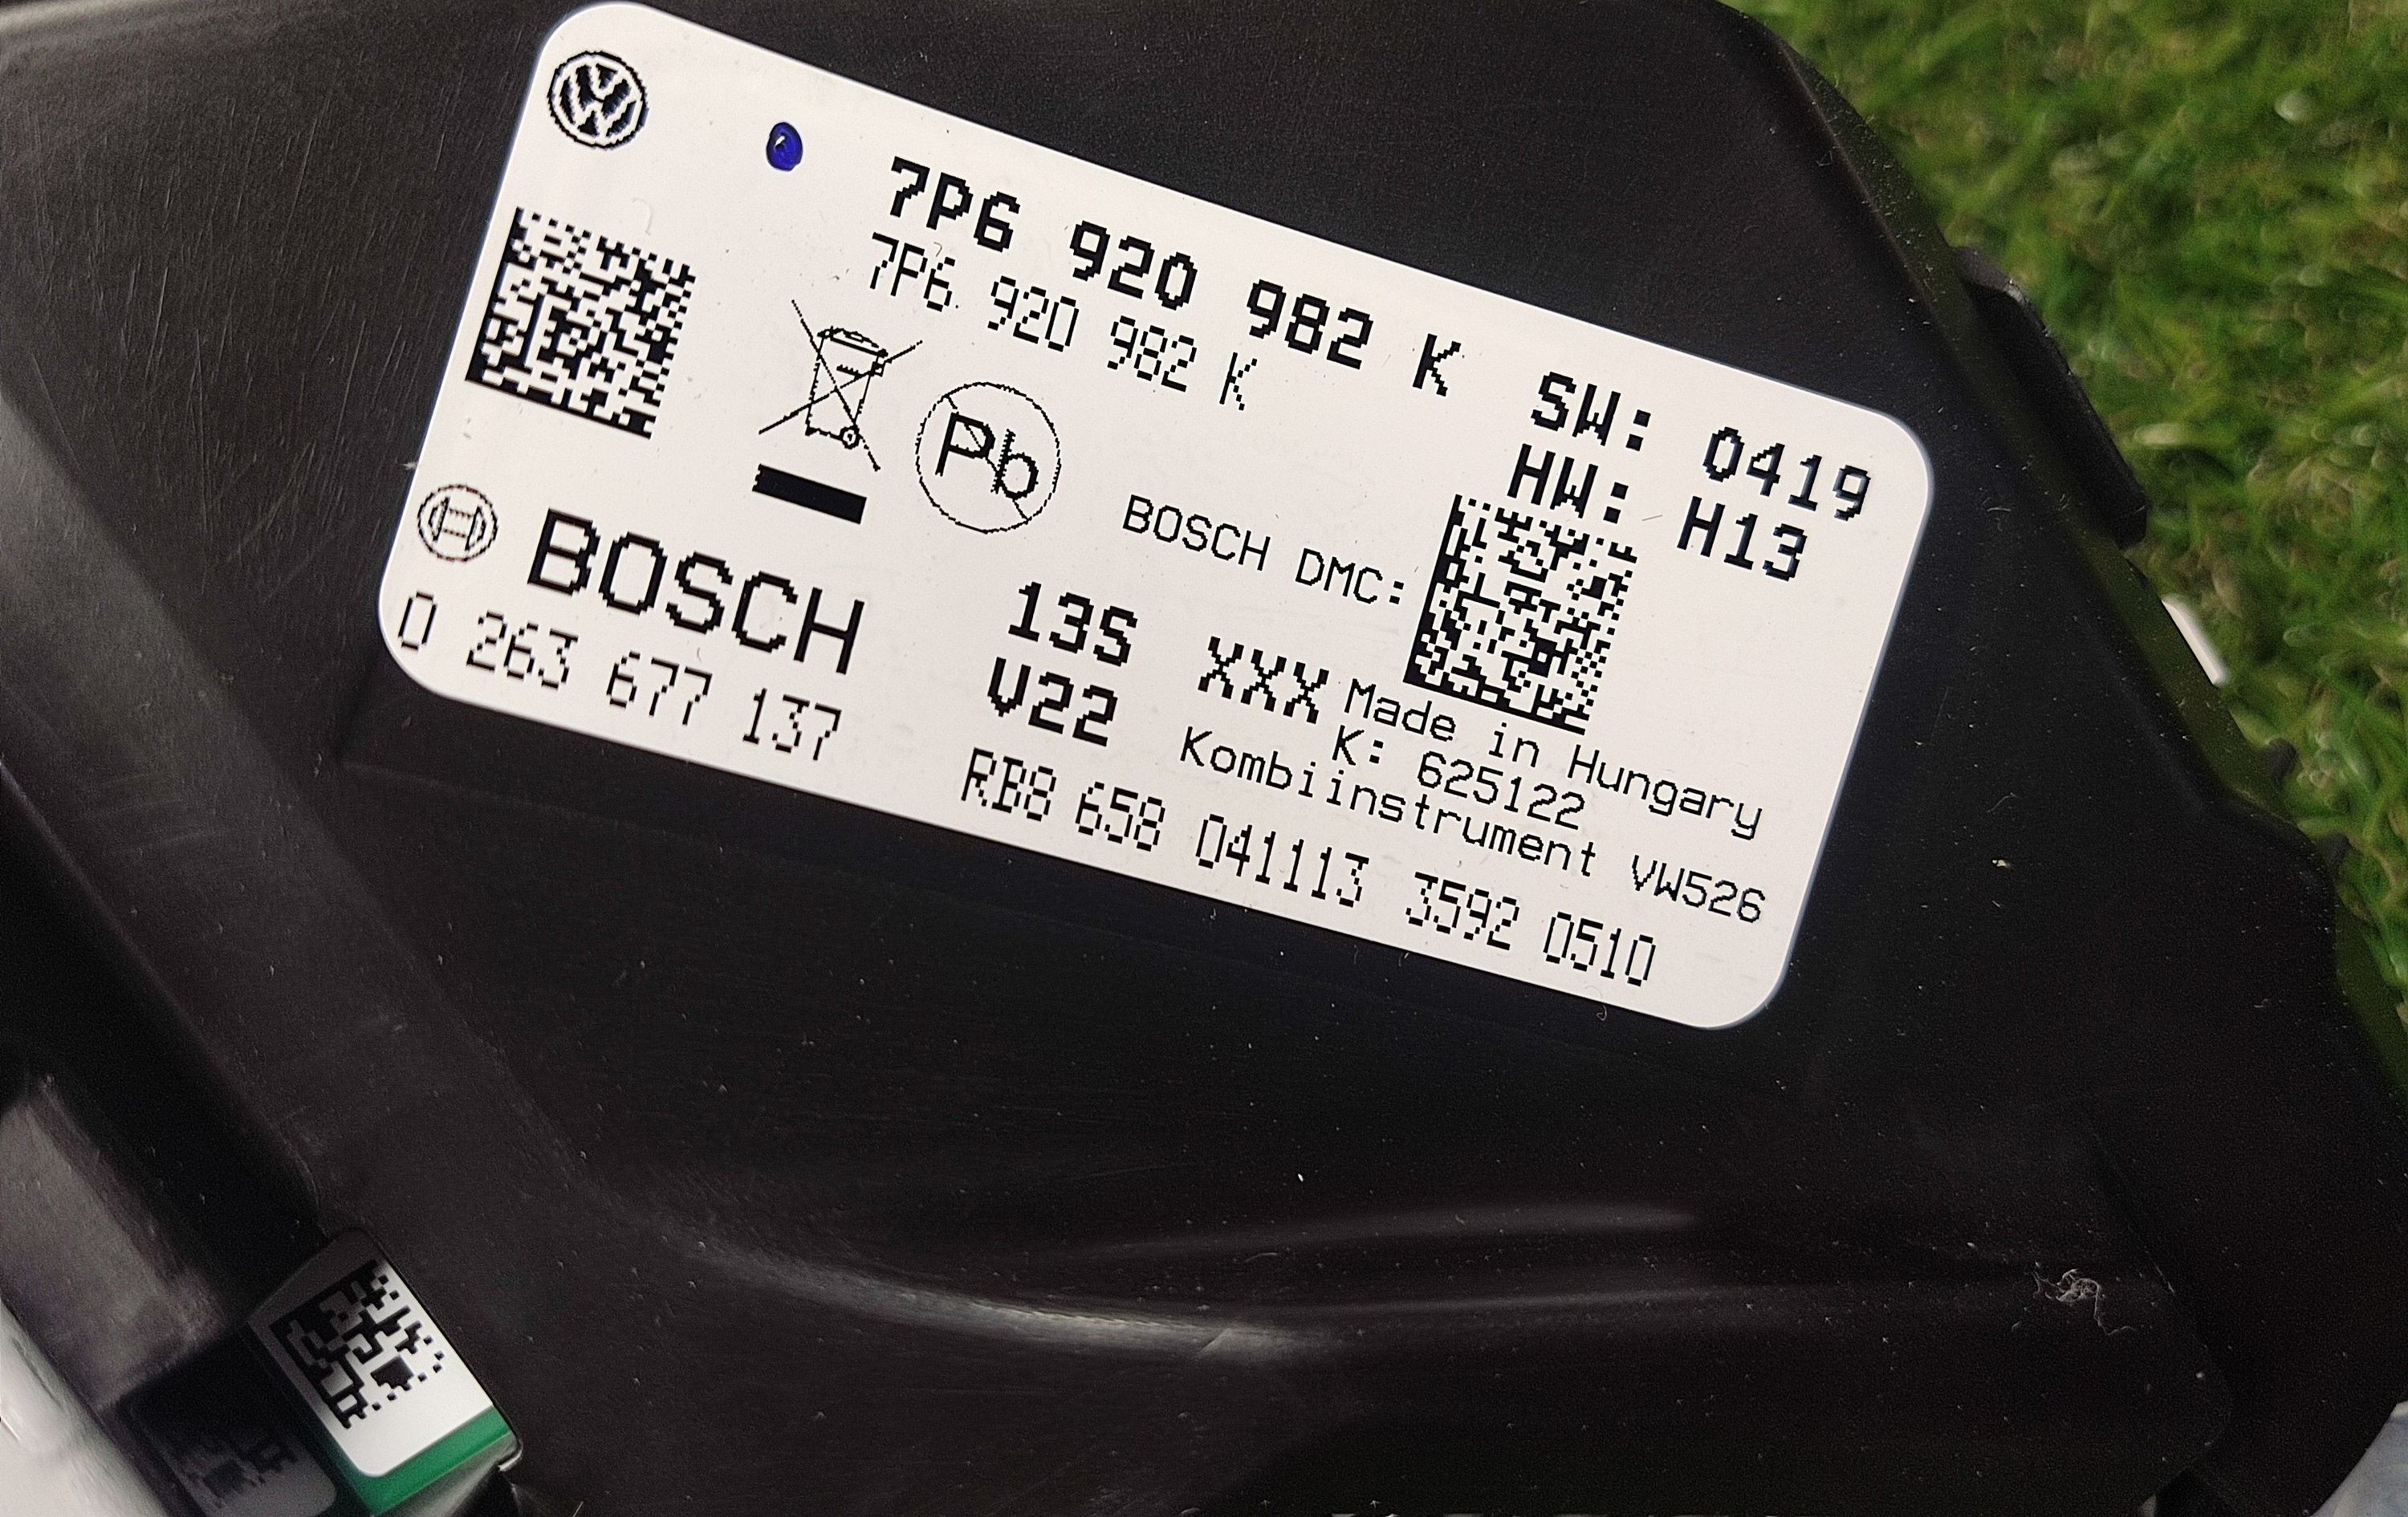 7P6 920 982 K
7P6 920 982 K
SW: 0419
HW: H13
Pb
BOSCH DMC:
BOSCH
0 263 677 137
13S
V22
XXX
Made in Hungary
K: 625122
Kombiinstrument VW526
RB8 658 041113 3592 0510